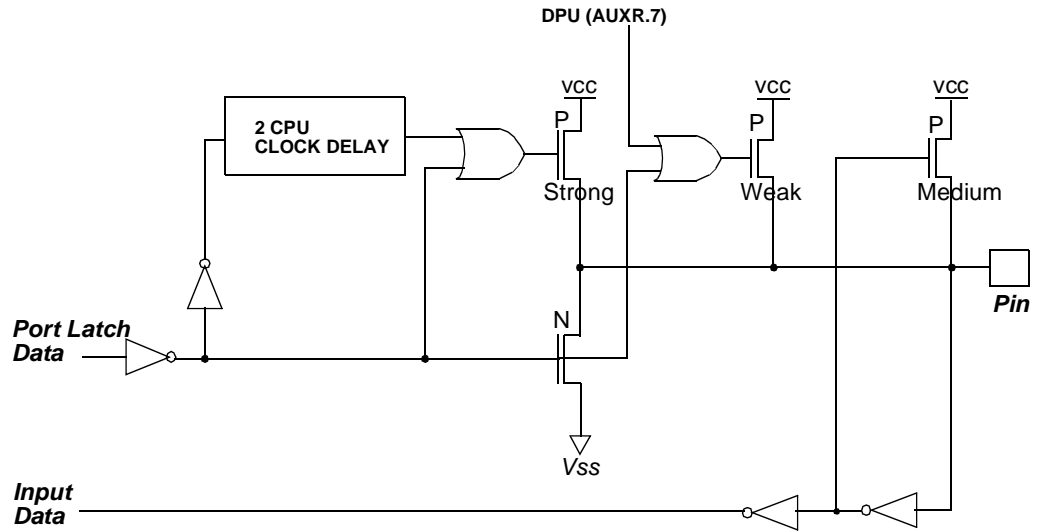 DPU (AUXR.7)
VCC
VCC
VCC
P
P
P
2 CPU
CLOCK DELAY
Strong
Weak
Medium
Pin
N
Port Latch
Data
Vss
Input
Data